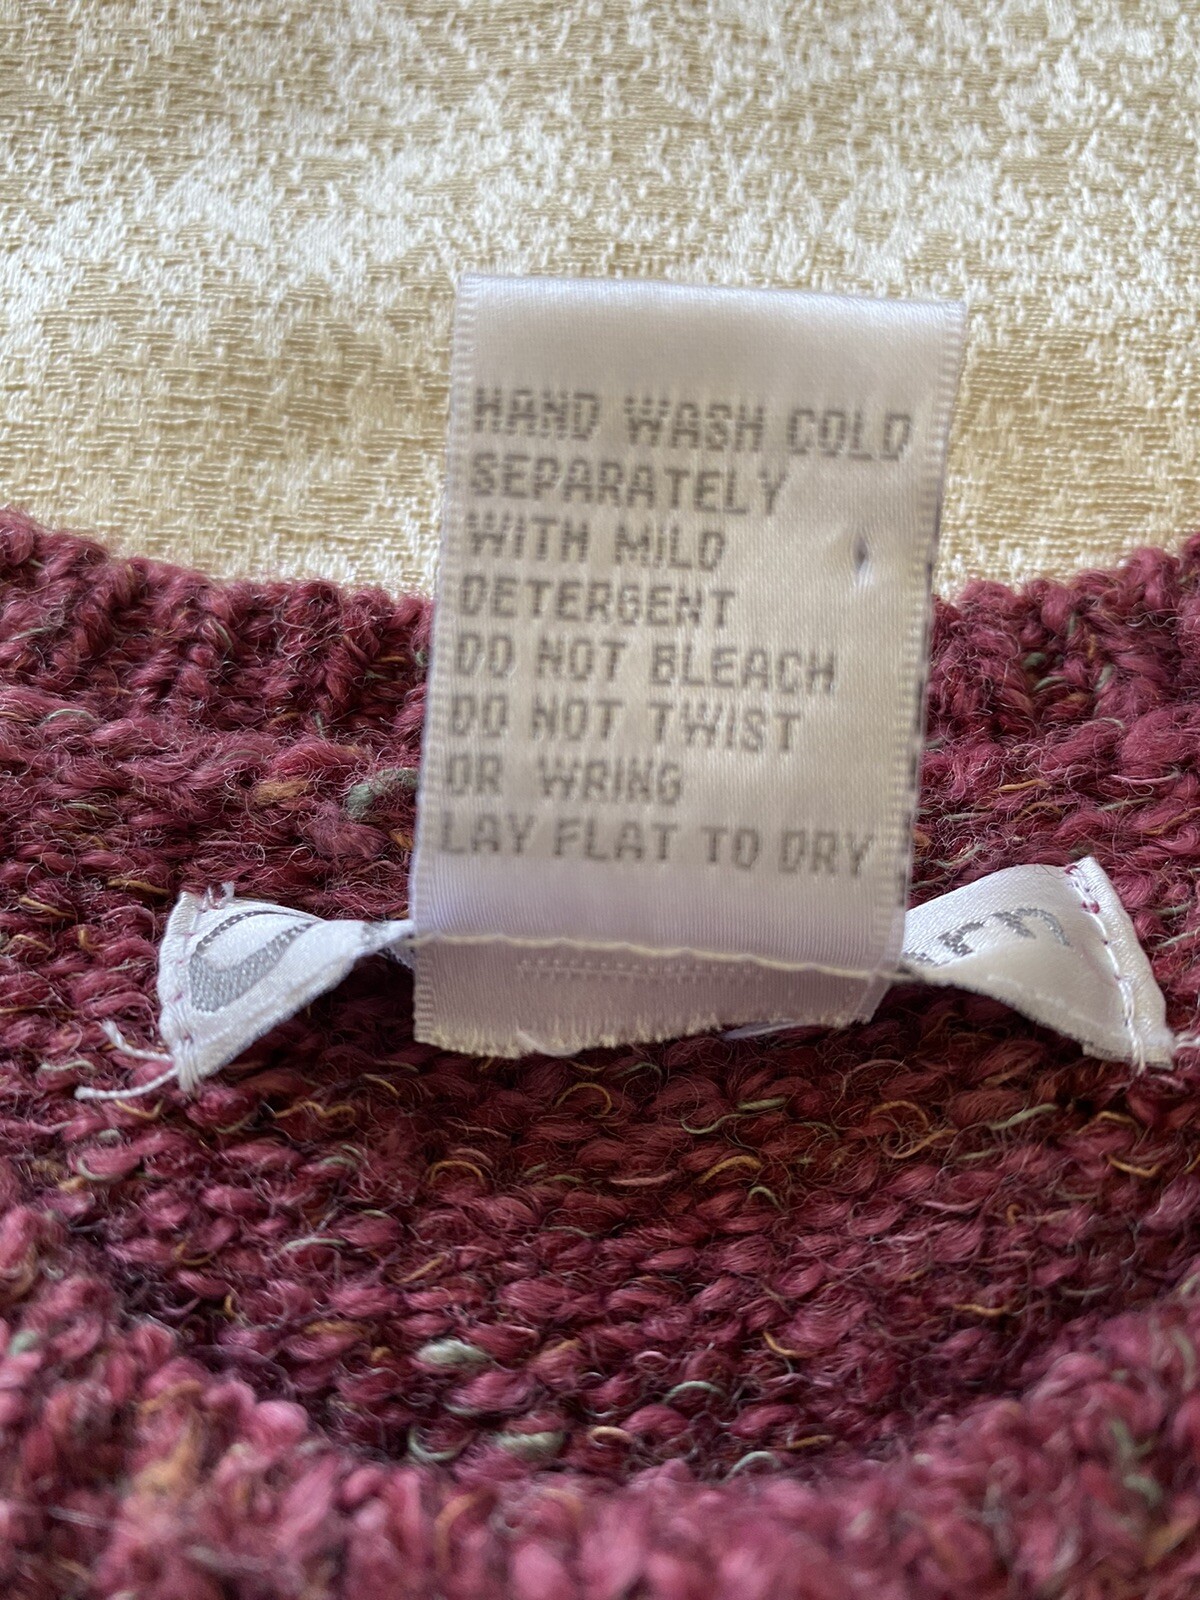 HAND WASH COLD
SEPARATELY
WITH MILD
DETERGENT
DO NOT BLEACH
DO NOT TWIST
OR WRING
LAY FLAT TO DRY